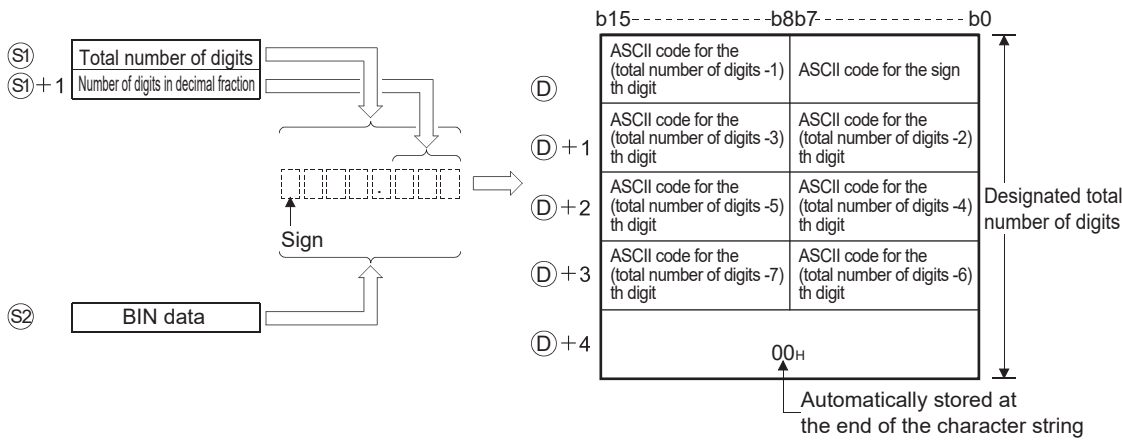 S1 Total number of digits
S1+1 Number of digits in decimal fraction
.
Sign
S2 BIN data
b15 b8b7 b0
D
ASCII code for the
(total number of digits -1)
th digit
ASCII code for the sign
D+1
ASCII code for the
(total number of digits -3)
th digit
ASCII code for the
(total number of digits -2)
th digit
D+2
ASCII code for the
(total number of digits -5)
th digit
ASCII code for the
(total number of digits -4)
th digit
D+3
ASCII code for the
(total number of digits -7)
th digit
ASCII code for the
(total number of digits -6)
th digit
D+4
00H
Designated total
number of digits
Automatically stored at
the end of the character string